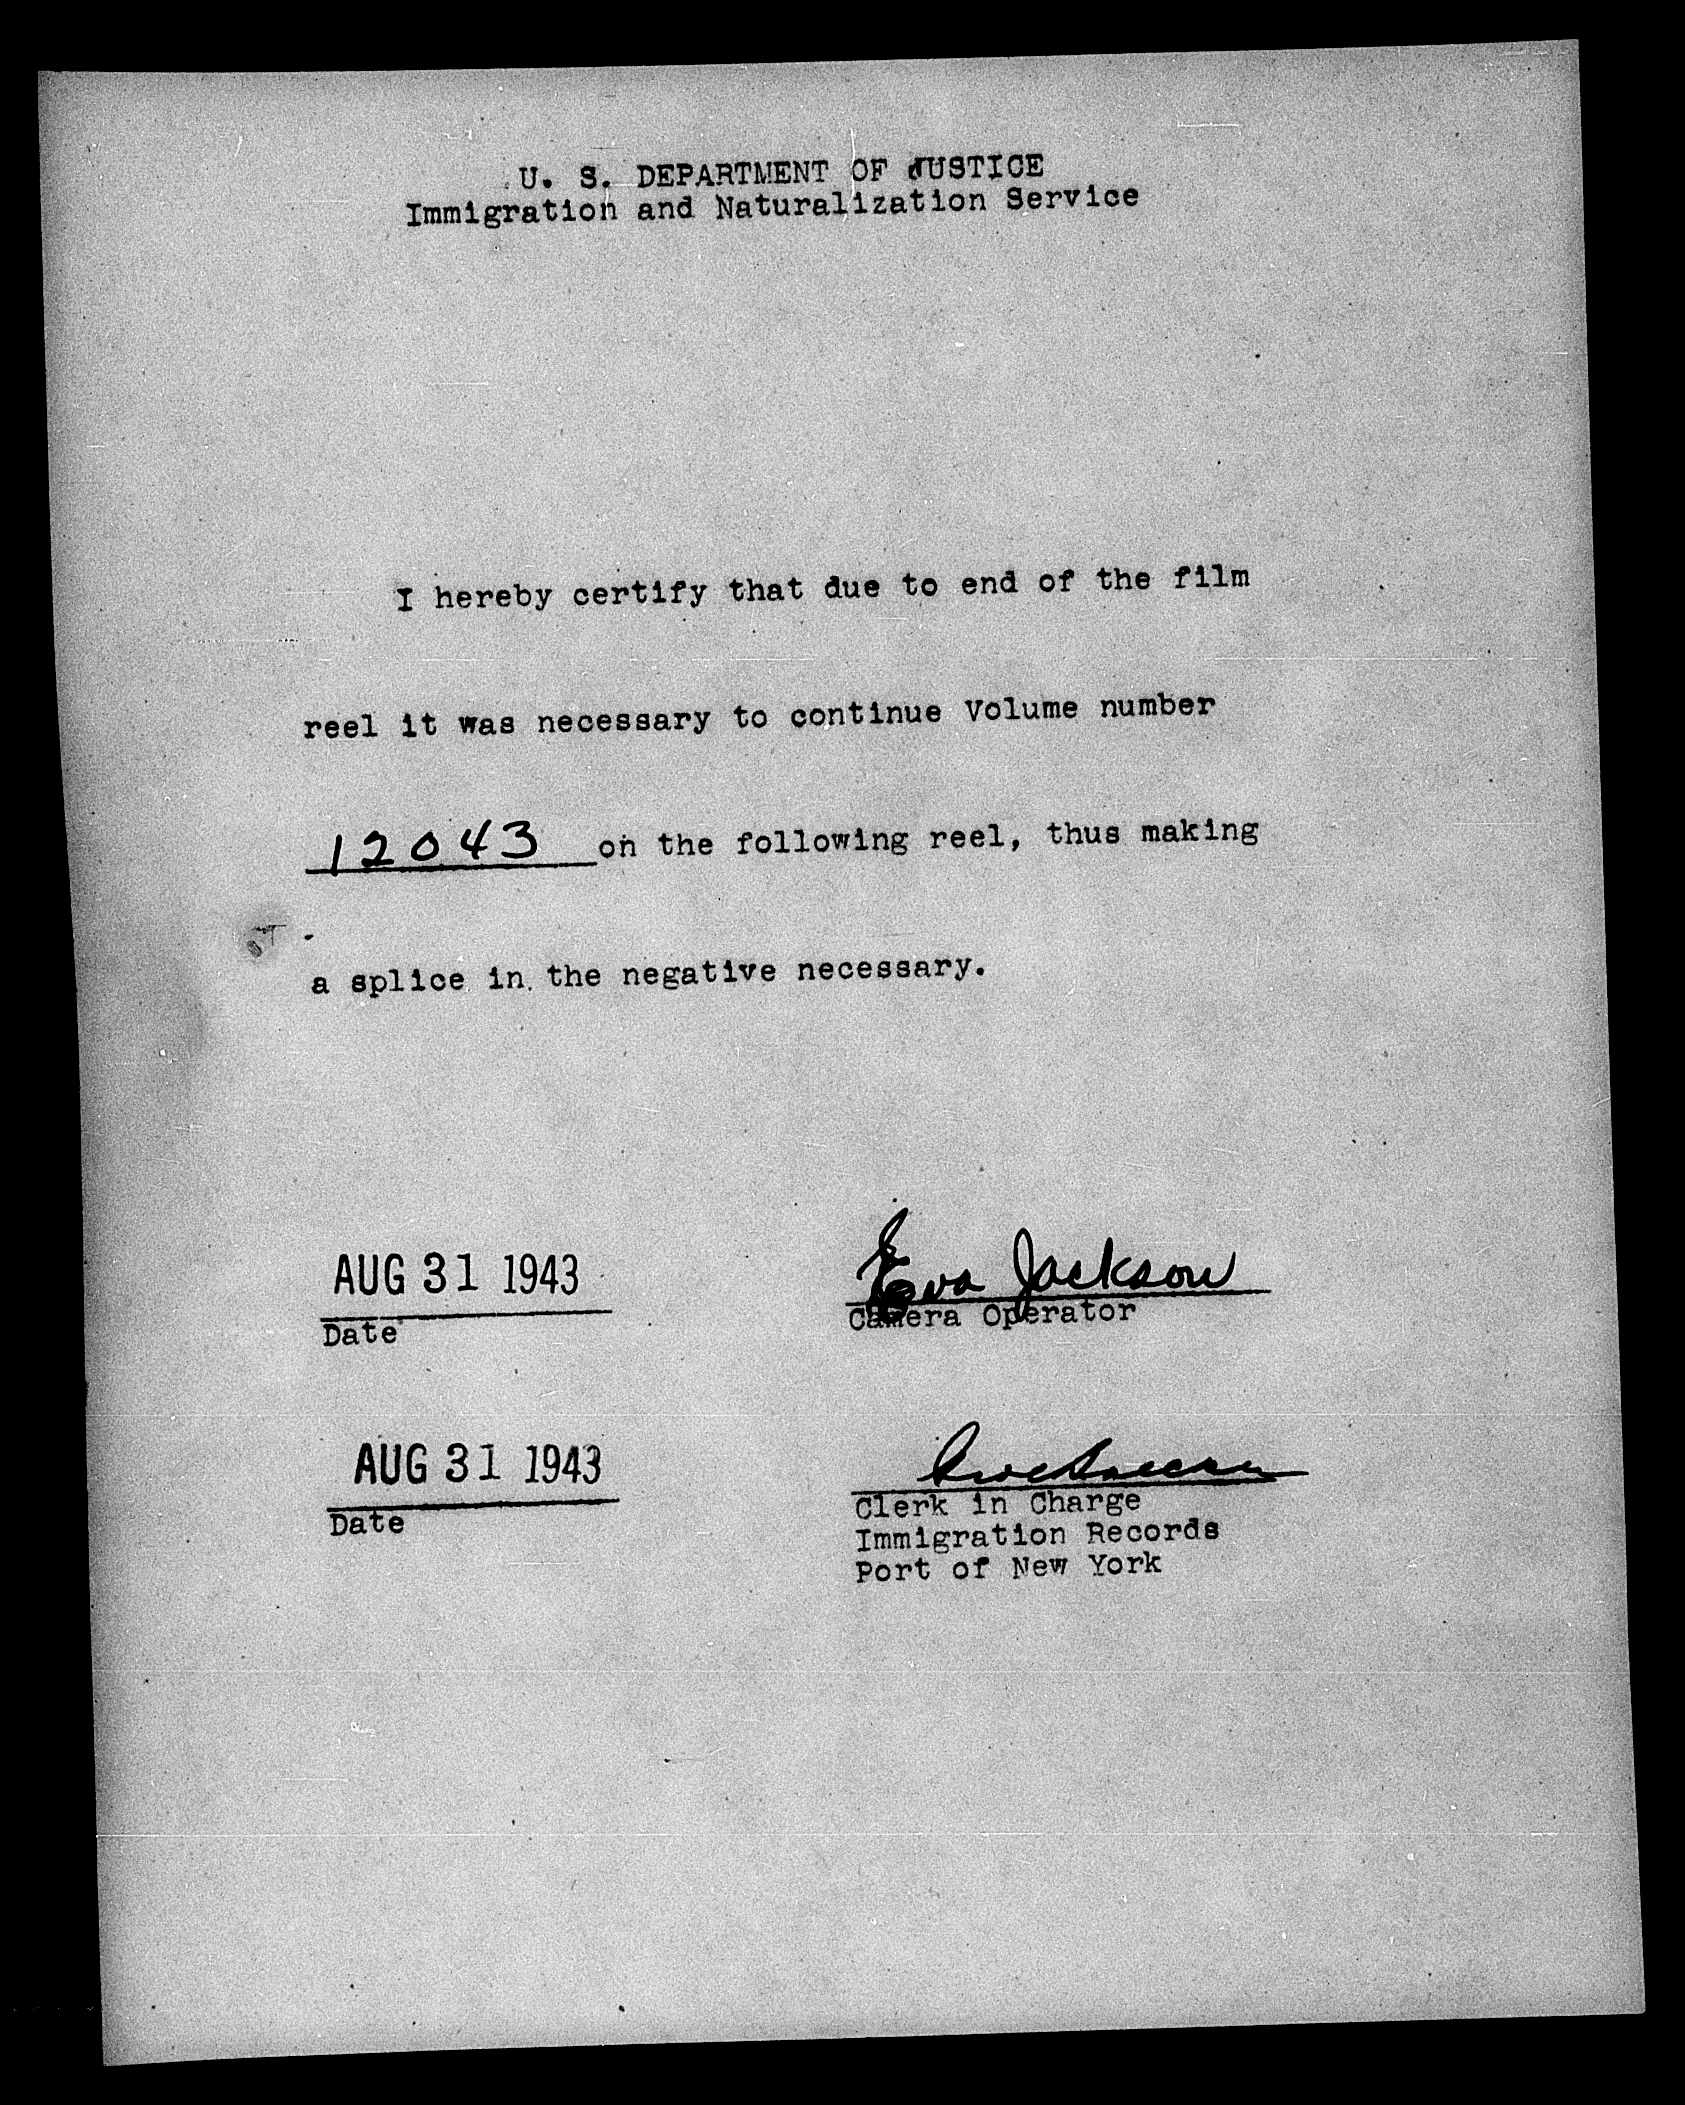 U. S. DEPARTMENT OF JUSTICE
Immigration and Naturalization Service
I hereby certify that due to end of the film
reel it was necessary to continue Volume number
12043 on the following reel, thus making
a splice in the negative necessary.
AUG 31 1943
Eva Jackson
Date
Camera Operator
AUG 31 1943
Date
Clerk in Charge
Immigration Records
Port of New York